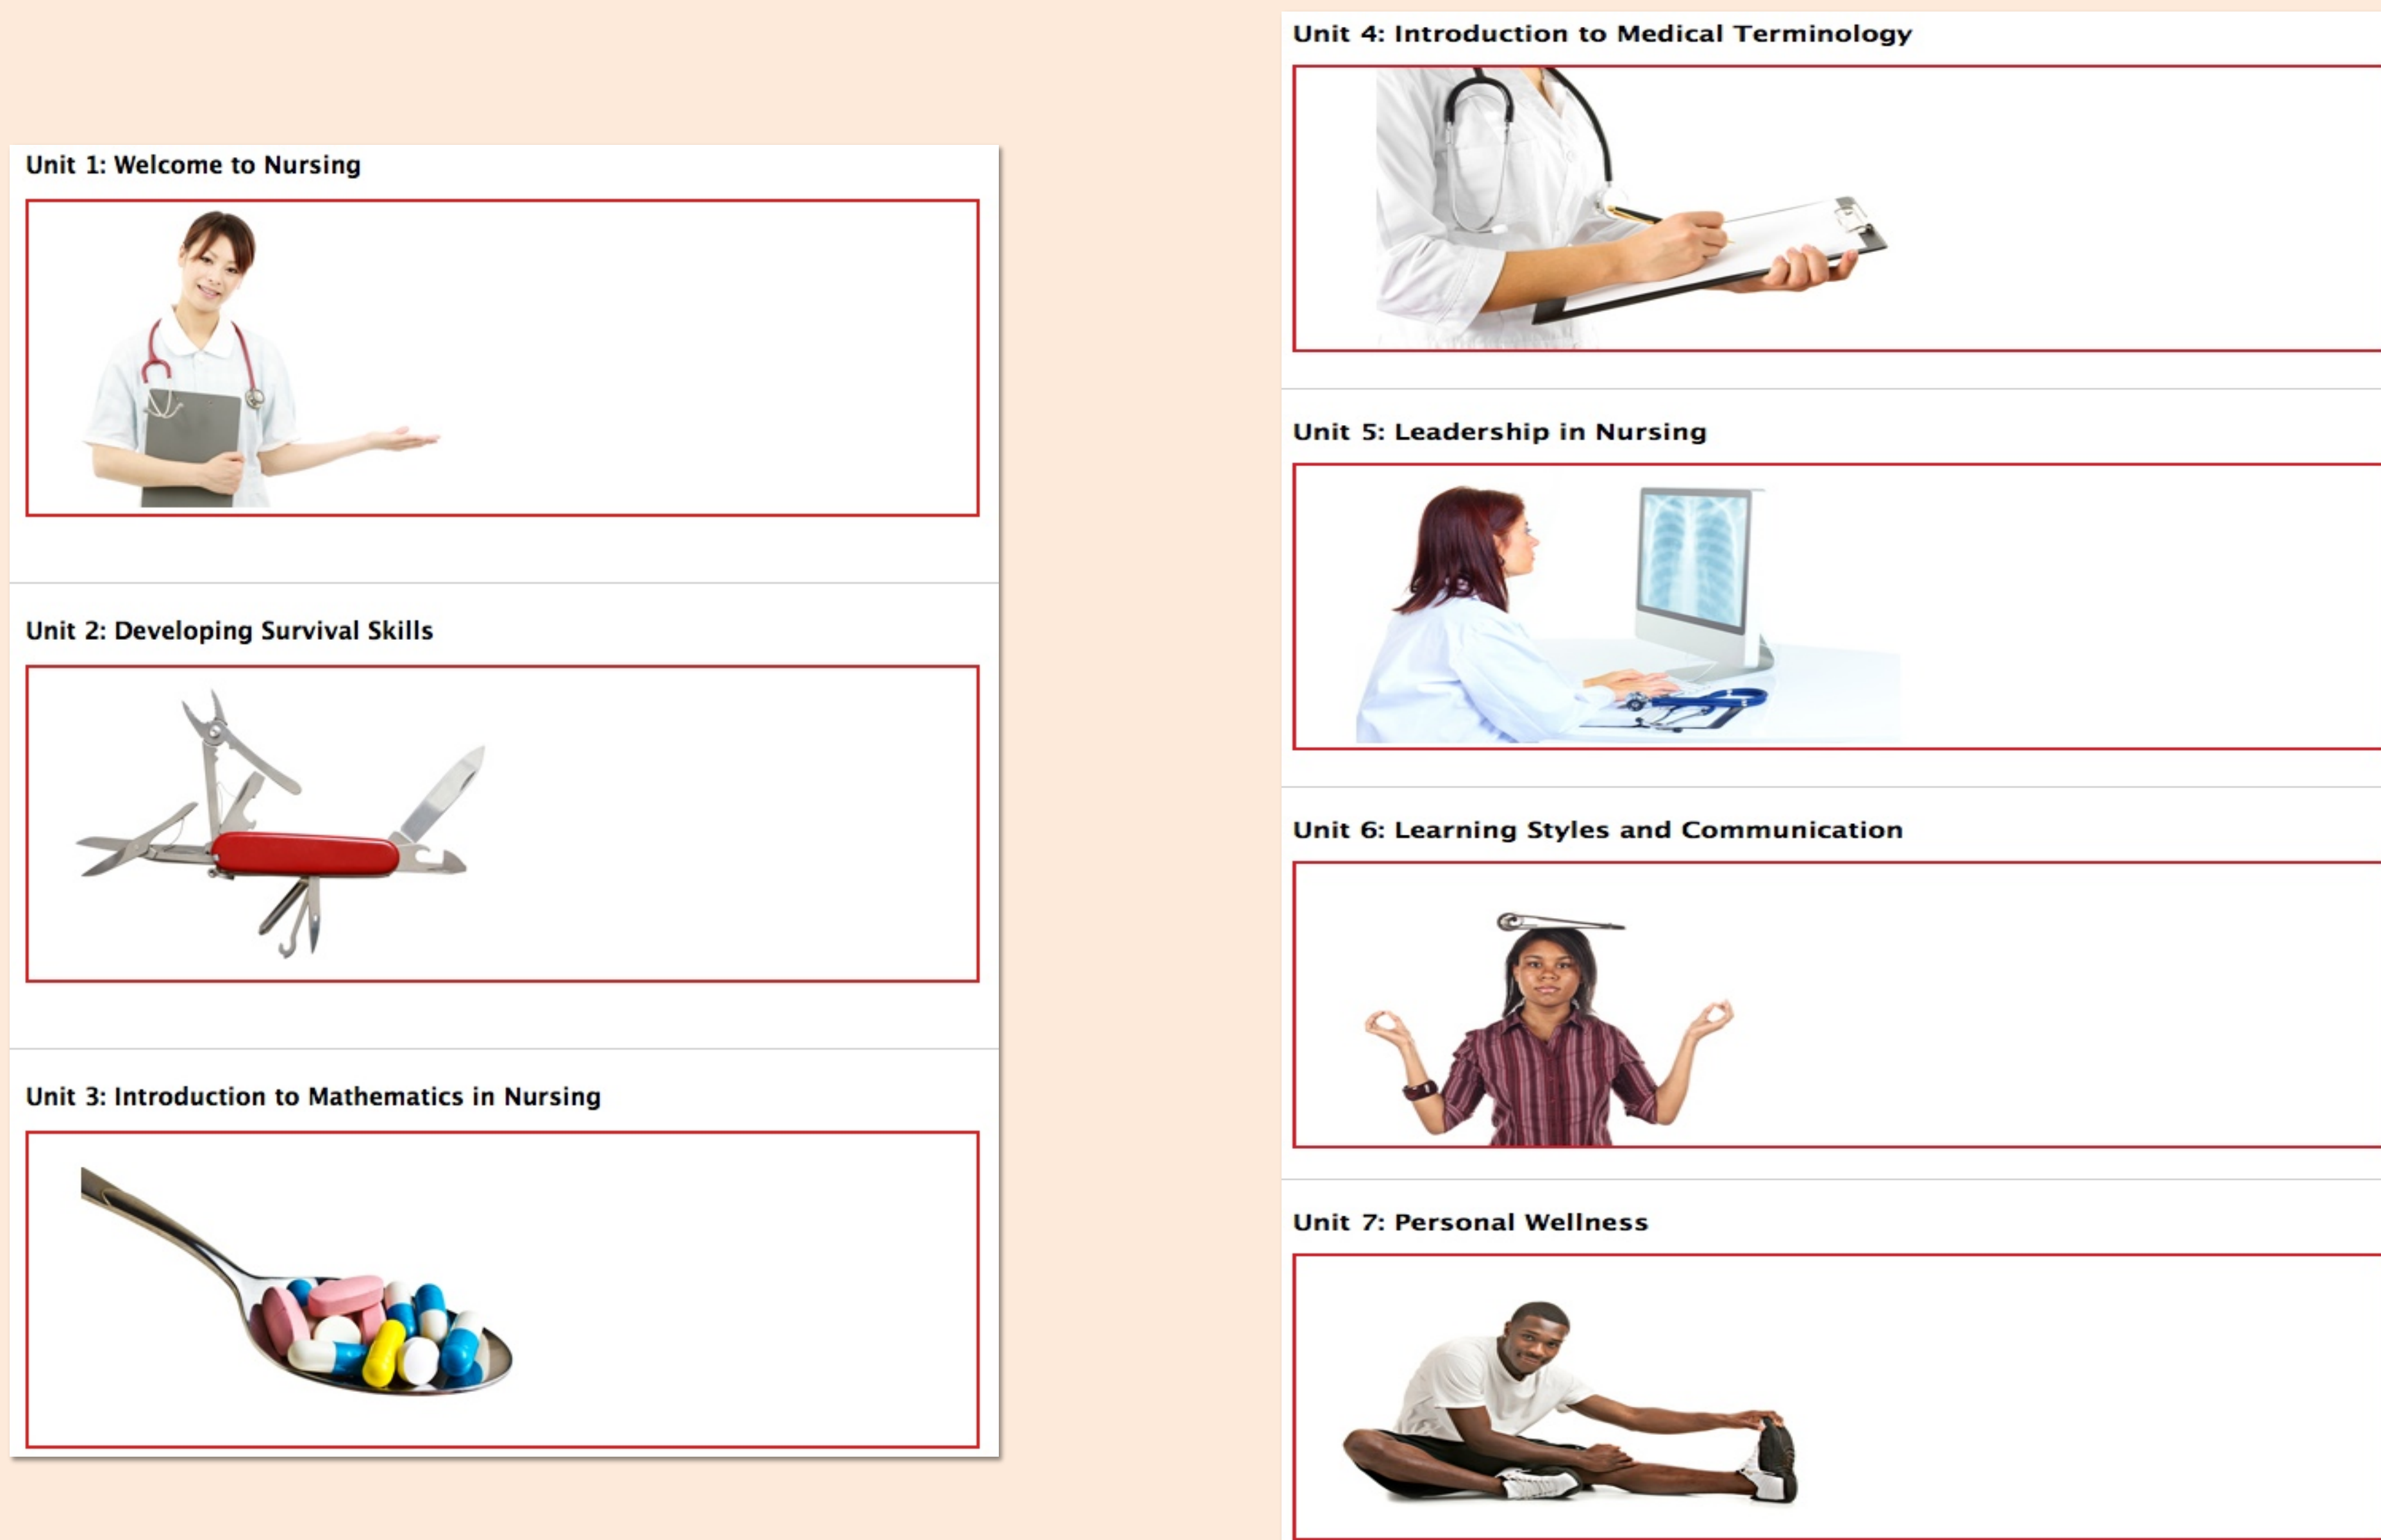 Unit 1: Welcome to Nursing
Unit 2: Developing Survival Skills
Unit 3: Introduction to Mathematics in Nursing
Unit 4: Introduction to Medical Terminology
Unit 5: Leadership in Nursing
Unit 6: Learning Styles and Communication
Unit 7: Personal Wellness